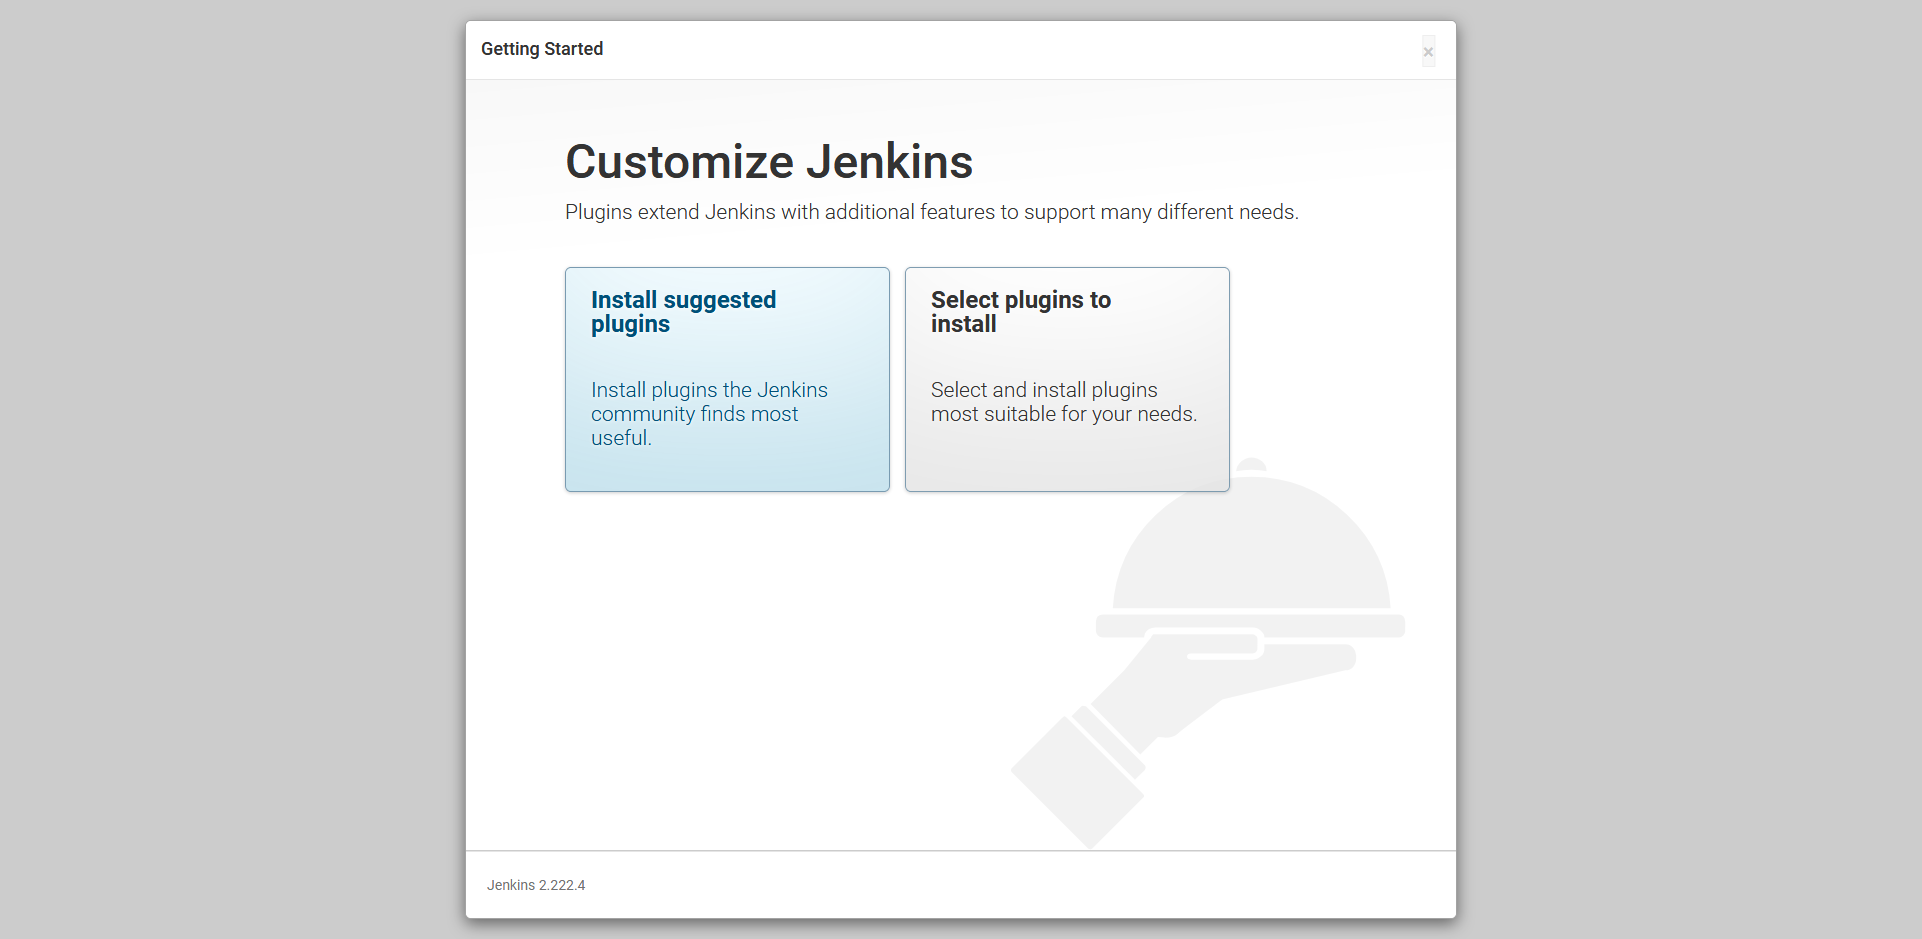 Getting Started
×
Customize Jenkins
Plugins extend Jenkins with additional features to support many different needs.
Install suggested
plugins
Install plugins the Jenkins
community finds most
useful.
Select plugins to
install
Select and install plugins
most suitable for your needs.
Jenkins 2.222.4